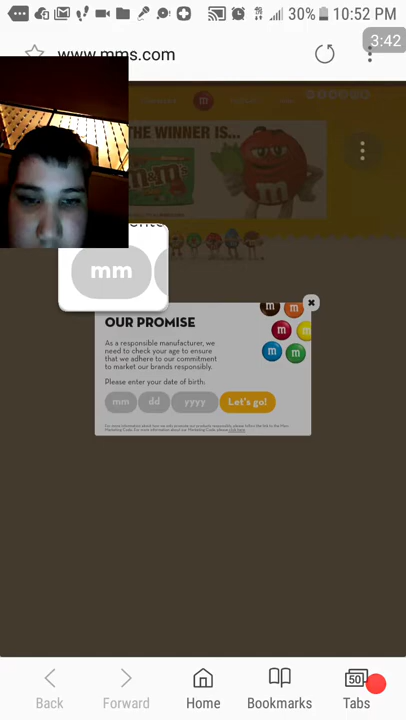 30% 10:52 PM
www.mms.com
3:42
m
THE WINNER IS...
m&m's
m
mm
m
m
m
m
m
m
OUR PROMISE
As a responsible manufacturer, we
need to check your age to ensure
that we adhere to our commitment
to market our brands responsibly.
Please enter your date of birth:
mm dd yyyy Let's go!
click here
50
Back Forward Home Bookmarks Tabs